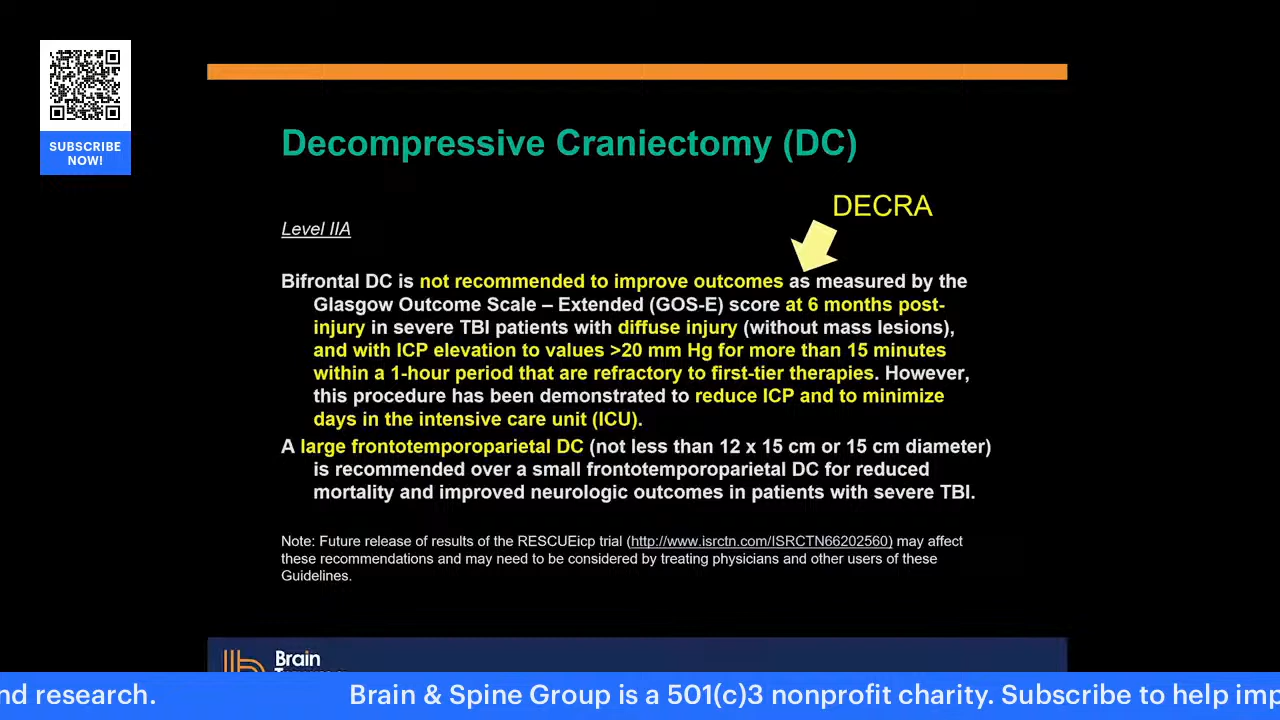 SUBSCRIBE
NOW!
Decompressive Craniectomy (DC)
DECRA
Level IIA
Bifrontal DC is not recommended to improve outcomes as measured by the
Glasgow Outcome Scale – Extended (GOS-E) score at 6 months post-
injury in severe TBI patients with diffuse injury (without mass lesions),
and with ICP elevation to values >20 mm Hg for more than 15 minutes
within a 1-hour period that are refractory to first-tier therapies. However,
this procedure has been demonstrated to reduce ICP and to minimize
days in the intensive care unit (ICU).
A large frontotemporoparietal DC (not less than 12 x 15 cm or 15 cm diameter)
is recommended over a small frontotemporoparietal DC for reduced
mortality and improved neurologic outcomes in patients with severe TBI.
Note: Future release of results of the RESCUEicp trial (http://www.isrctn.com/ISRCTN66202560) may affect
these recommendations and may need to be considered by treating physicians and other users of these
Guidelines.
Brain
nd research. Brain & Spine Group is a 501(c)3 nonprofit charity. Subscribe to help imp